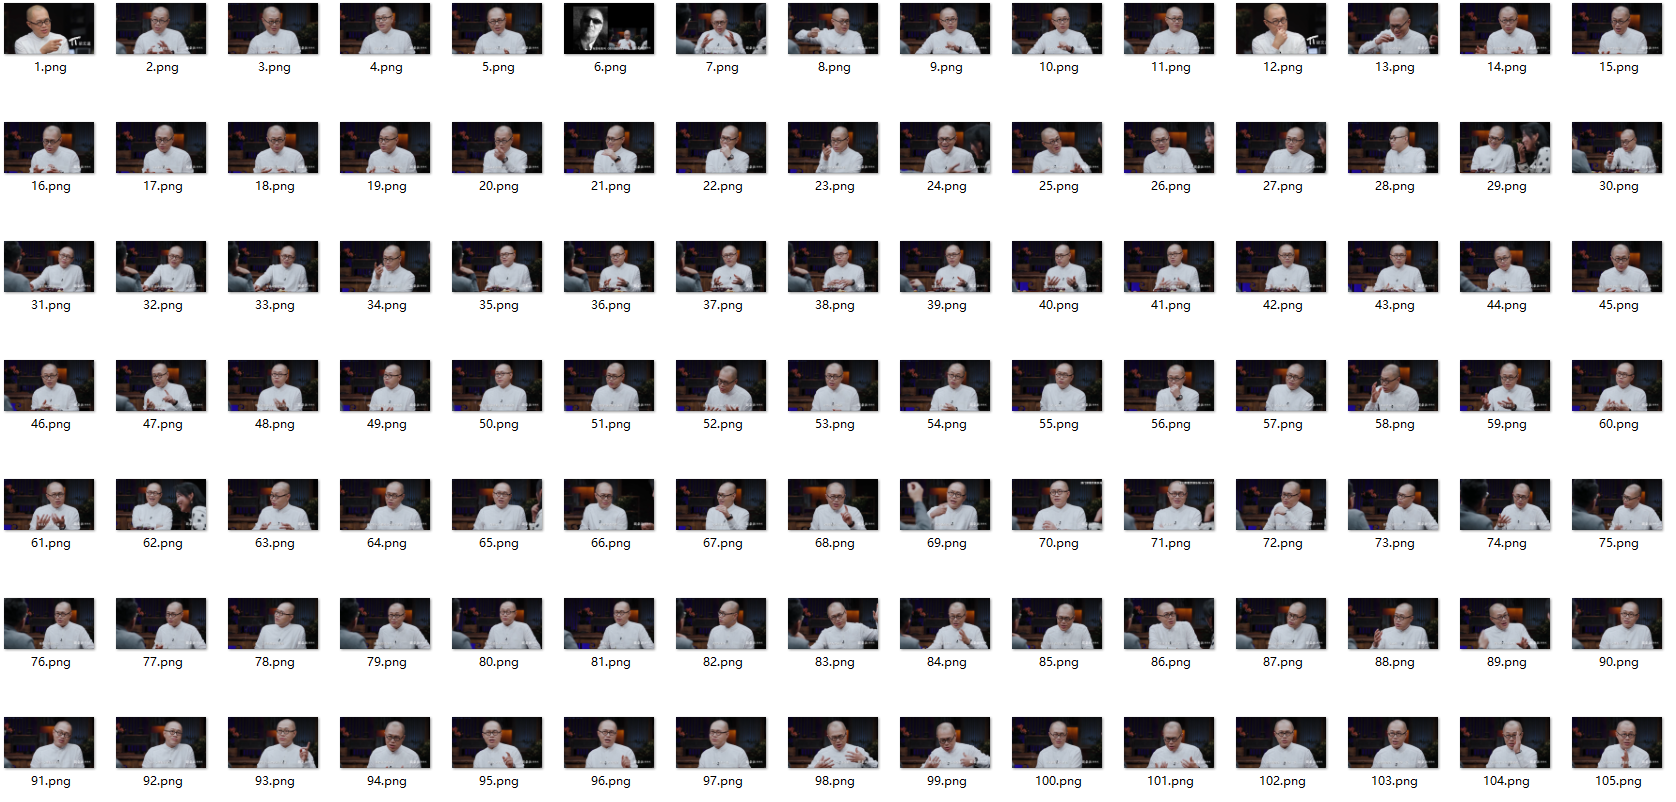 1.png 2.png 3.png 4.png 5.png 6.png 7.png 8.png 9.png 10.png 11.png 12.png 13.png 14.png 15.png
16.png 17.png 18.png 19.png 20.png 21.png 22.png 23.png 24.png 25.png 26.png 27.png 28.png 29.png 30.png
31.png 32.png 33.png 34.png 35.png 36.png 37.png 38.png 39.png 40.png 41.png 42.png 43.png 44.png 45.png
46.png 47.png 48.png 49.png 50.png 51.png 52.png 53.png 54.png 55.png 56.png 57.png 58.png 59.png 60.png
61.png 62.png 63.png 64.png 65.png 66.png 67.png 68.png 69.png 70.png 71.png 72.png 73.png 74.png 75.png
76.png 77.png 78.png 79.png 80.png 81.png 82.png 83.png 84.png 85.png 86.png 87.png 88.png 89.png 90.png
91.png 92.png 93.png 94.png 95.png 96.png 97.png 98.png 99.png 100.png 101.png 102.png 103.png 104.png 105.png